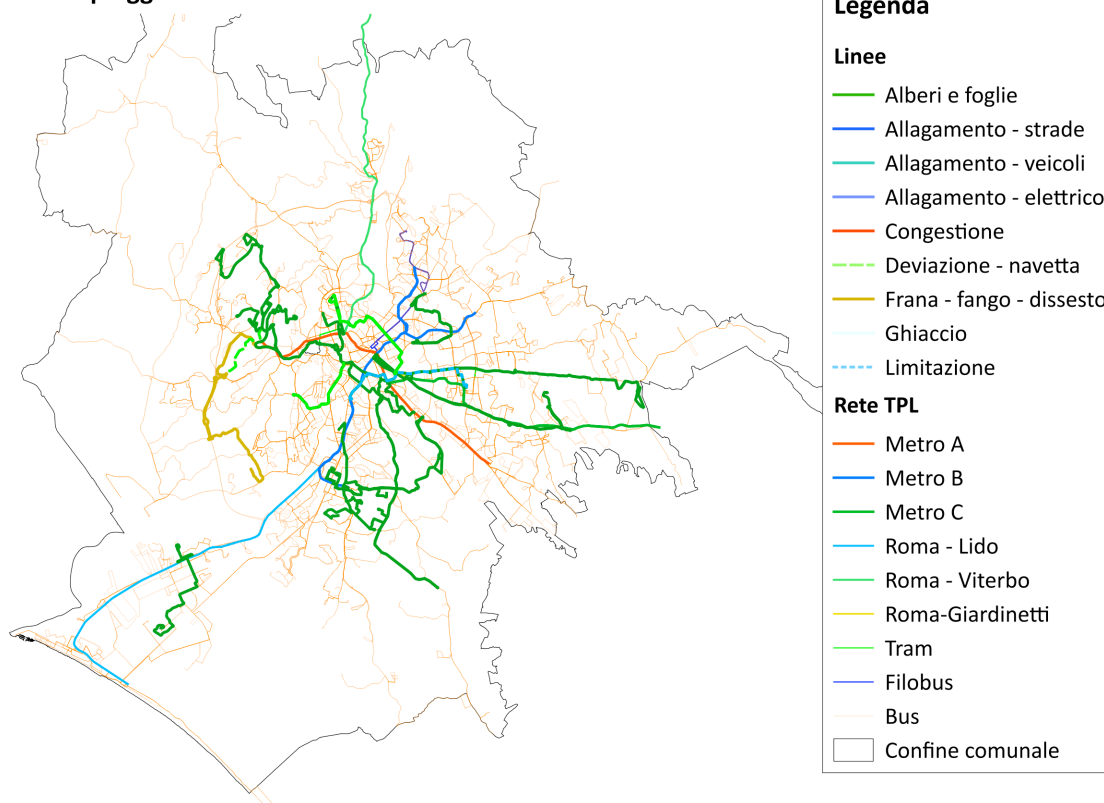 Legenda
Linee
Alberi e foglie
Allagamento - strade
Allagamento - veicoli
Allagamento - elettrico
Congestione
Deviazione - navetta
Frana - fango - dissesto
Ghiaccio
Limitazione
Rete TPL
Metro A
Metro B
Metro C
Roma - Lido
Roma - Viterbo
Roma-Giardinetti
Tram
Filobus
Bus
Confine comunale